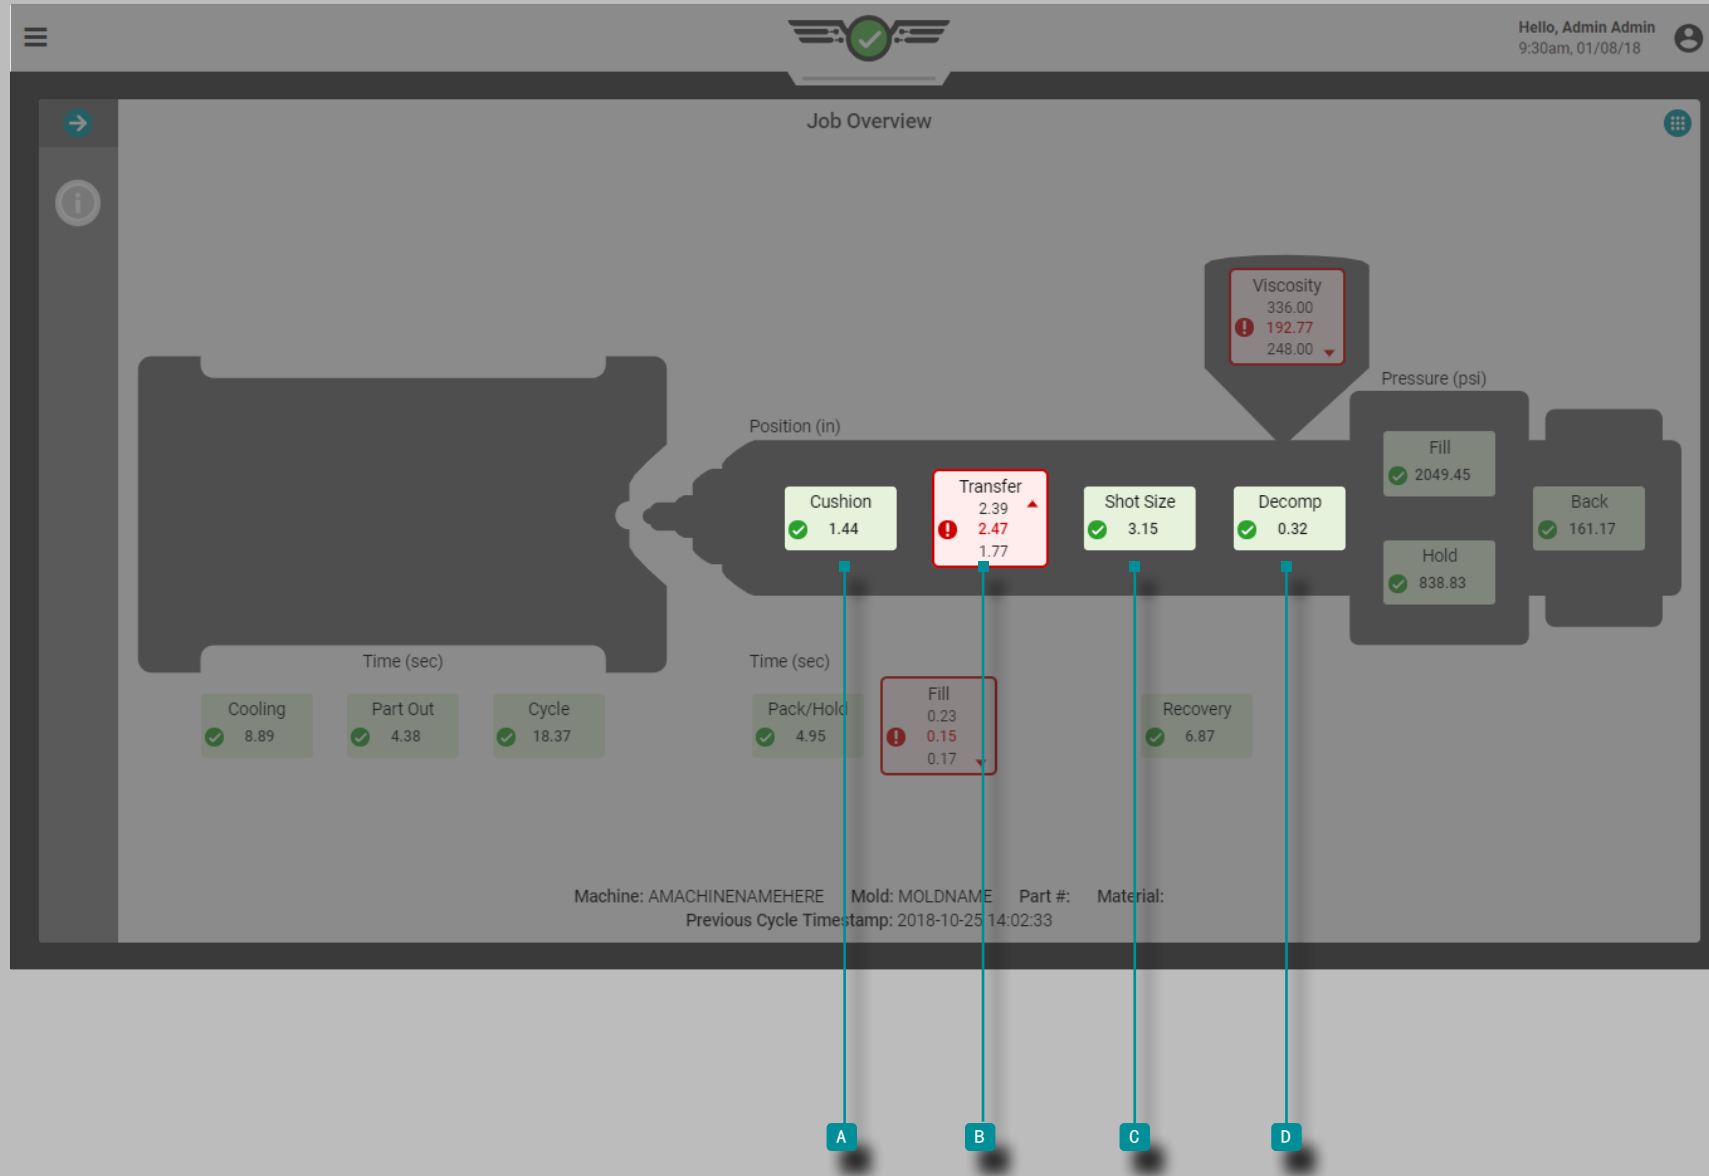 Hello, Admin Admin
9:30am, 01/08/18
Job Overview
Viscosity
336.00
192.77
248.00
Pressure (psi)
Position (in)
Fill
2049.45
Cushion
1.44
Transfer
2.39
2.47
1.77
Shot Size
3.15
Decomp
0.32
Back
161.17
Hold
838.83
Time (sec)
Time (sec)
Cooling
8.89
Part Out
4.38
Cycle
18.37
Pack/Hold
4.95
Fill
0.23
0.15
0.17
Recovery
6.87
Machine: AMACHINENAMEHERE Mold: MOLDNAME Part #: Material:
Previous Cycle Timestamp: 2018-10-25 14:02:33
A B C D